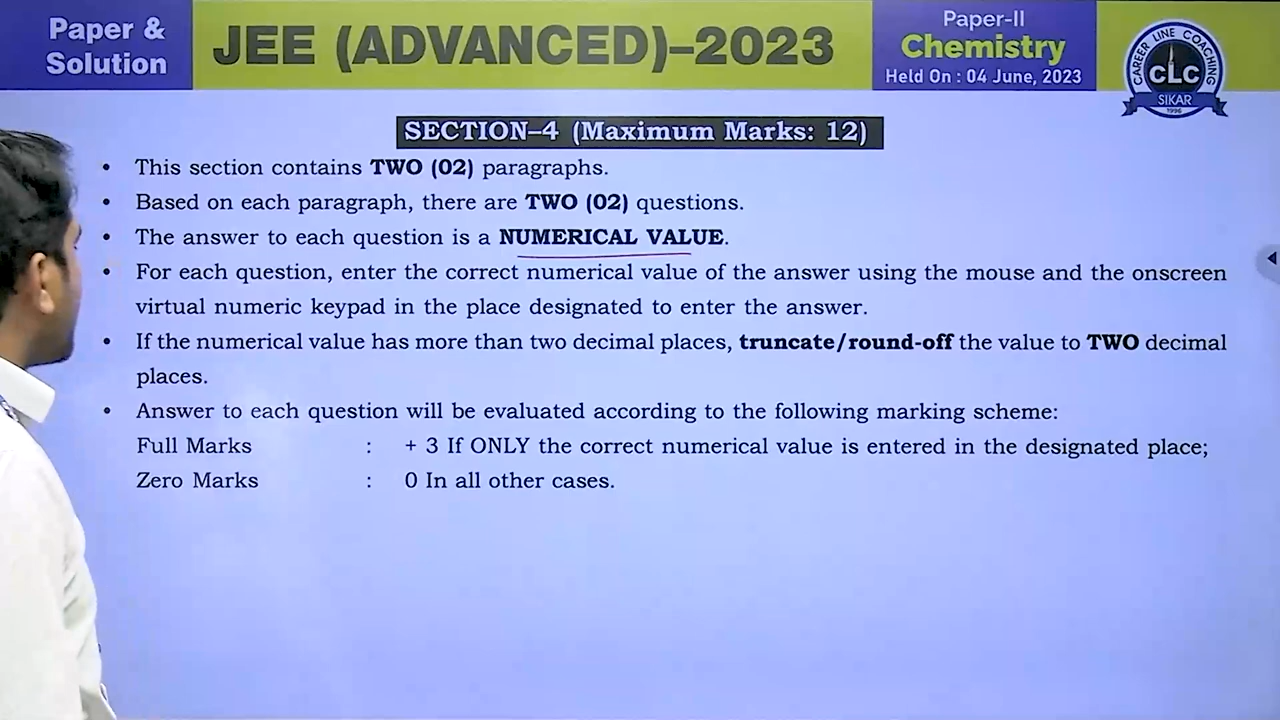 Paper &
Solution
JEE (ADVANCED)–2023
Paper-II
Chemistry
Held On : 04 June, 2023
CAREER LINE COACHING
CLC
SIKAR
1996
SECTION–4 (Maximum Marks: 12)
• This section contains TWO (02) paragraphs.
• Based on each paragraph, there are TWO (02) questions.
• The answer to each question is a NUMERICAL VALUE.
• For each question, enter the correct numerical value of the answer using the mouse and the onscreen
virtual numeric keypad in the place designated to enter the answer.
• If the numerical value has more than two decimal places, truncate/round-off the value to TWO decimal
places.
• Answer to each question will be evaluated according to the following marking scheme:
Full Marks : + 3 If ONLY the correct numerical value is entered in the designated place;
Zero Marks : 0 In all other cases.